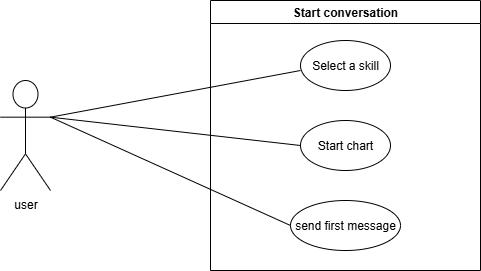 Start conversation
Select a skill
Start chart
send first message
user